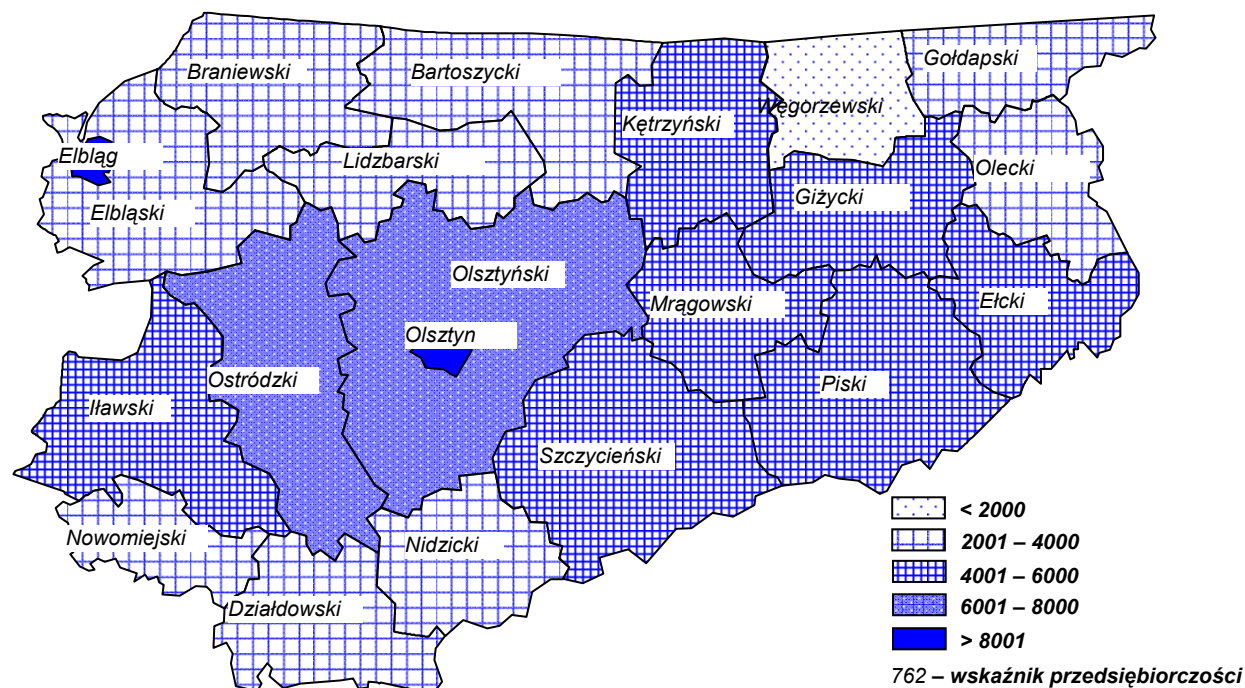 Braniewski
Bartoszycki
Gołdapski
Węgorzewski
Kętrzyński
Elbląg
Lidzbarski
Olecki
Elbląski
Giżycki
Olsztyński
Mrągowski
Ełcki
Olsztyn
Ostródzki
Piski
Iławski
Szczycieński
Nowomiejski
Nidzicki
Działdowski
< 2000
2001 – 4000
4001 – 6000
6001 – 8000
> 8001
762 – wskaźnik przedsiębiorczości